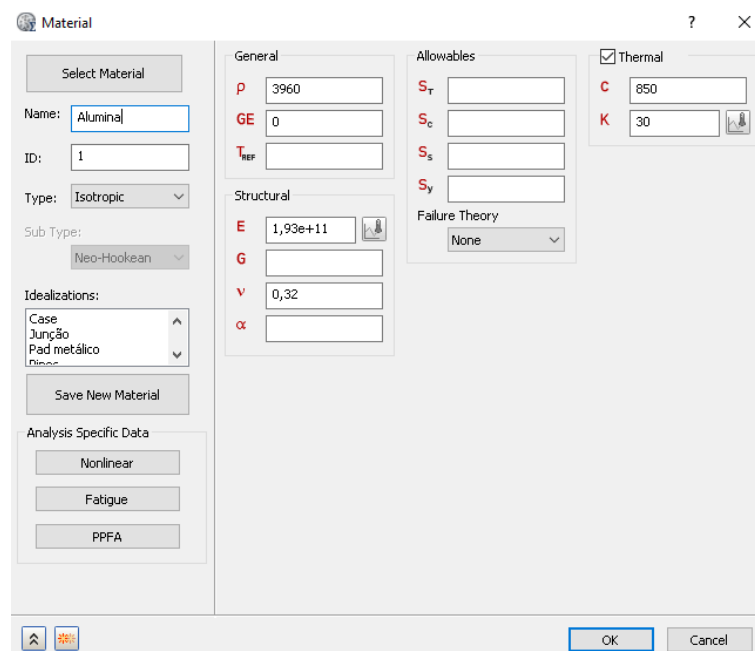 Material
? ×
Select Material
Name: Alumina
ID: 1
Type: Isotropic
Sub Type:
Neo-Hookean
Idealizations:
Case
Junção
Pad metálico
Pinos
Save New Material
Analysis Specific Data
Nonlinear
Fatigue
PPFA
General
ρ 3960
GE 0
TREF
Structural
E 1,93e+11
G
ν 0,32
α
Allowables
ST
Sc
Ss
Sy
Failure Theory
None
Thermal
C 850
K 30
OK
Cancel